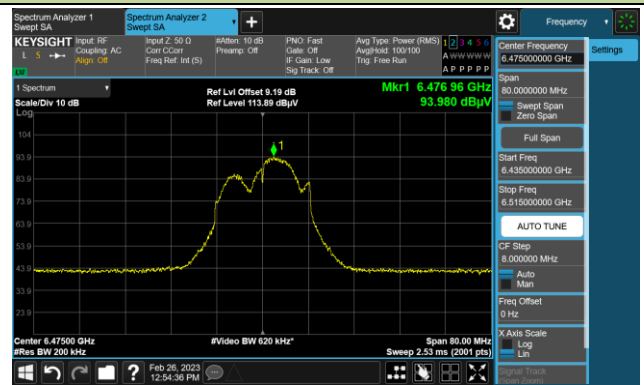 Spectrum Analyzer 1
Swept SA
Spectrum Analyzer 2
Swept SA
Frequency
KEYSIGHT
L S
Input: RF
Coupling: AC
Align: Off
Input Z: 50 Ω
Corr CCorr
Freq Ref: Int (S)
#Atten: 10 dB
Preamp: Off
PNO: Fast
Gate: Off
IF Gain: Low
Sig Track: Off
Avg Type: Power (RMS)
Avg|Hold: 100/100
Trig: Free Run
1 2 3 4 5 6
A W W W W W
A P P P P P
1 Spectrum
Scale/Div 10 dB
Log
Ref Lvl Offset 9.19 dB
Ref Level 113.89 dBµV
Mkr1 6.476 96 GHz
93.980 dBµV
1
104
93.9
83.9
73.9
63.9
53.9
43.9
33.9
23.9
Center 6.47500 GHz
#Res BW 200 kHz
#Video BW 620 kHz*
Span 80.00 MHz
Sweep 2.53 ms (2001 pts)
Feb 26, 2023
12:54:36 PM
Center Frequency
6.475000000 GHz
Settings
Span
80.0000000 MHz
Swept Span
Zero Span
Full Span
Start Freq
6.435000000 GHz
Stop Freq
6.515000000 GHz
AUTO TUNE
CF Step
8.000000 MHz
Auto
Man
Freq Offset
0 Hz
X Axis Scale
Log
Lin
Signal Track
(Span Zoom)